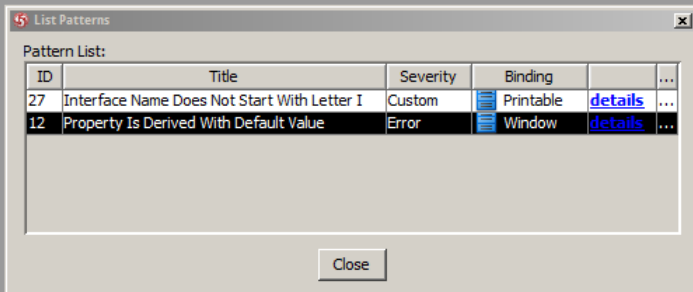 List Patterns
Pattern List:
ID Title Severity Binding ...
27 Interface Name Does Not Start With Letter I Custom Printable details ...
12 Property Is Derived With Default Value Error Window details ...
Close